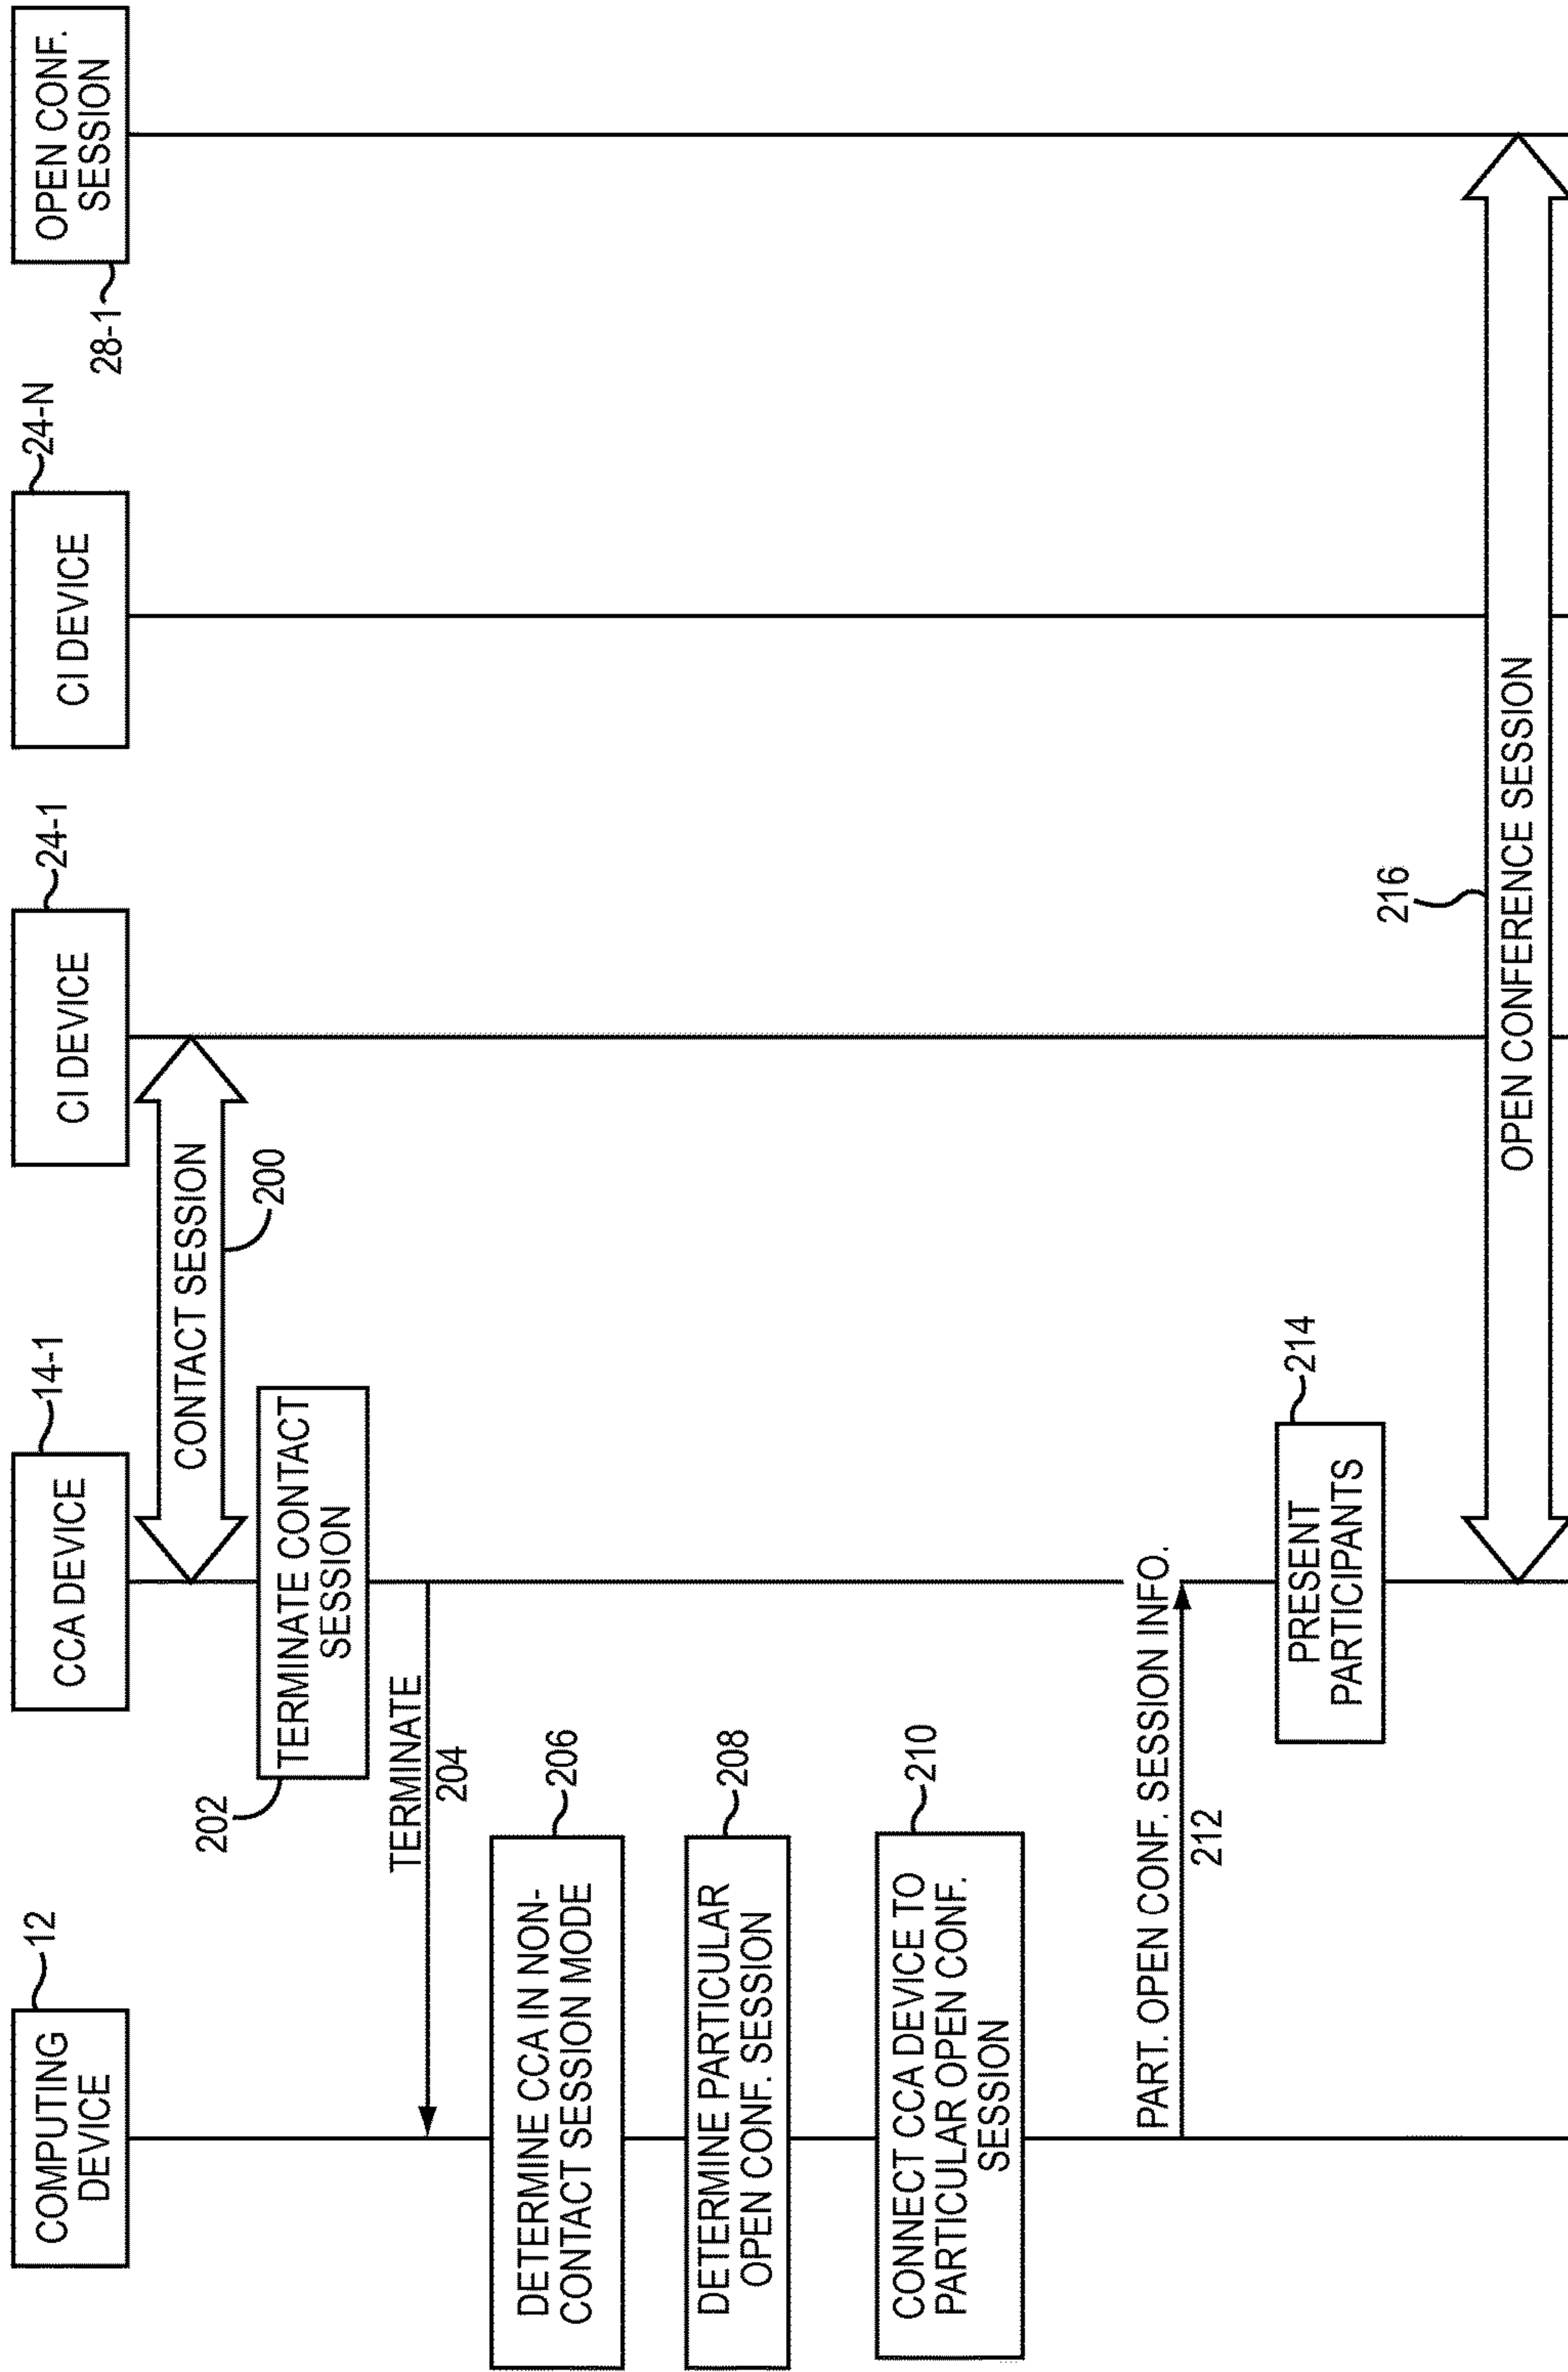 COMPUTING
DEVICE
12
CCA DEVICE
14-1
CI DEVICE
24-1
CI DEVICE
24-N
OPEN CONF.
SESSION
28-1
CONTACT SESSION
200
TERMINATE CONTACT
SESSION
202
TERMINATE
204
DETERMINE CCA IN NON-
CONTACT SESSION MODE
206
DETERMINE PARTICULAR
OPEN CONF. SESSION
208
CONNECT CCA DEVICE TO
PARTICULAR OPEN CONF.
SESSION
210
PART. OPEN CONF. SESSION INFO.
212
PRESENT
PARTICIPANTS
214
216
OPEN CONFERENCE SESSION